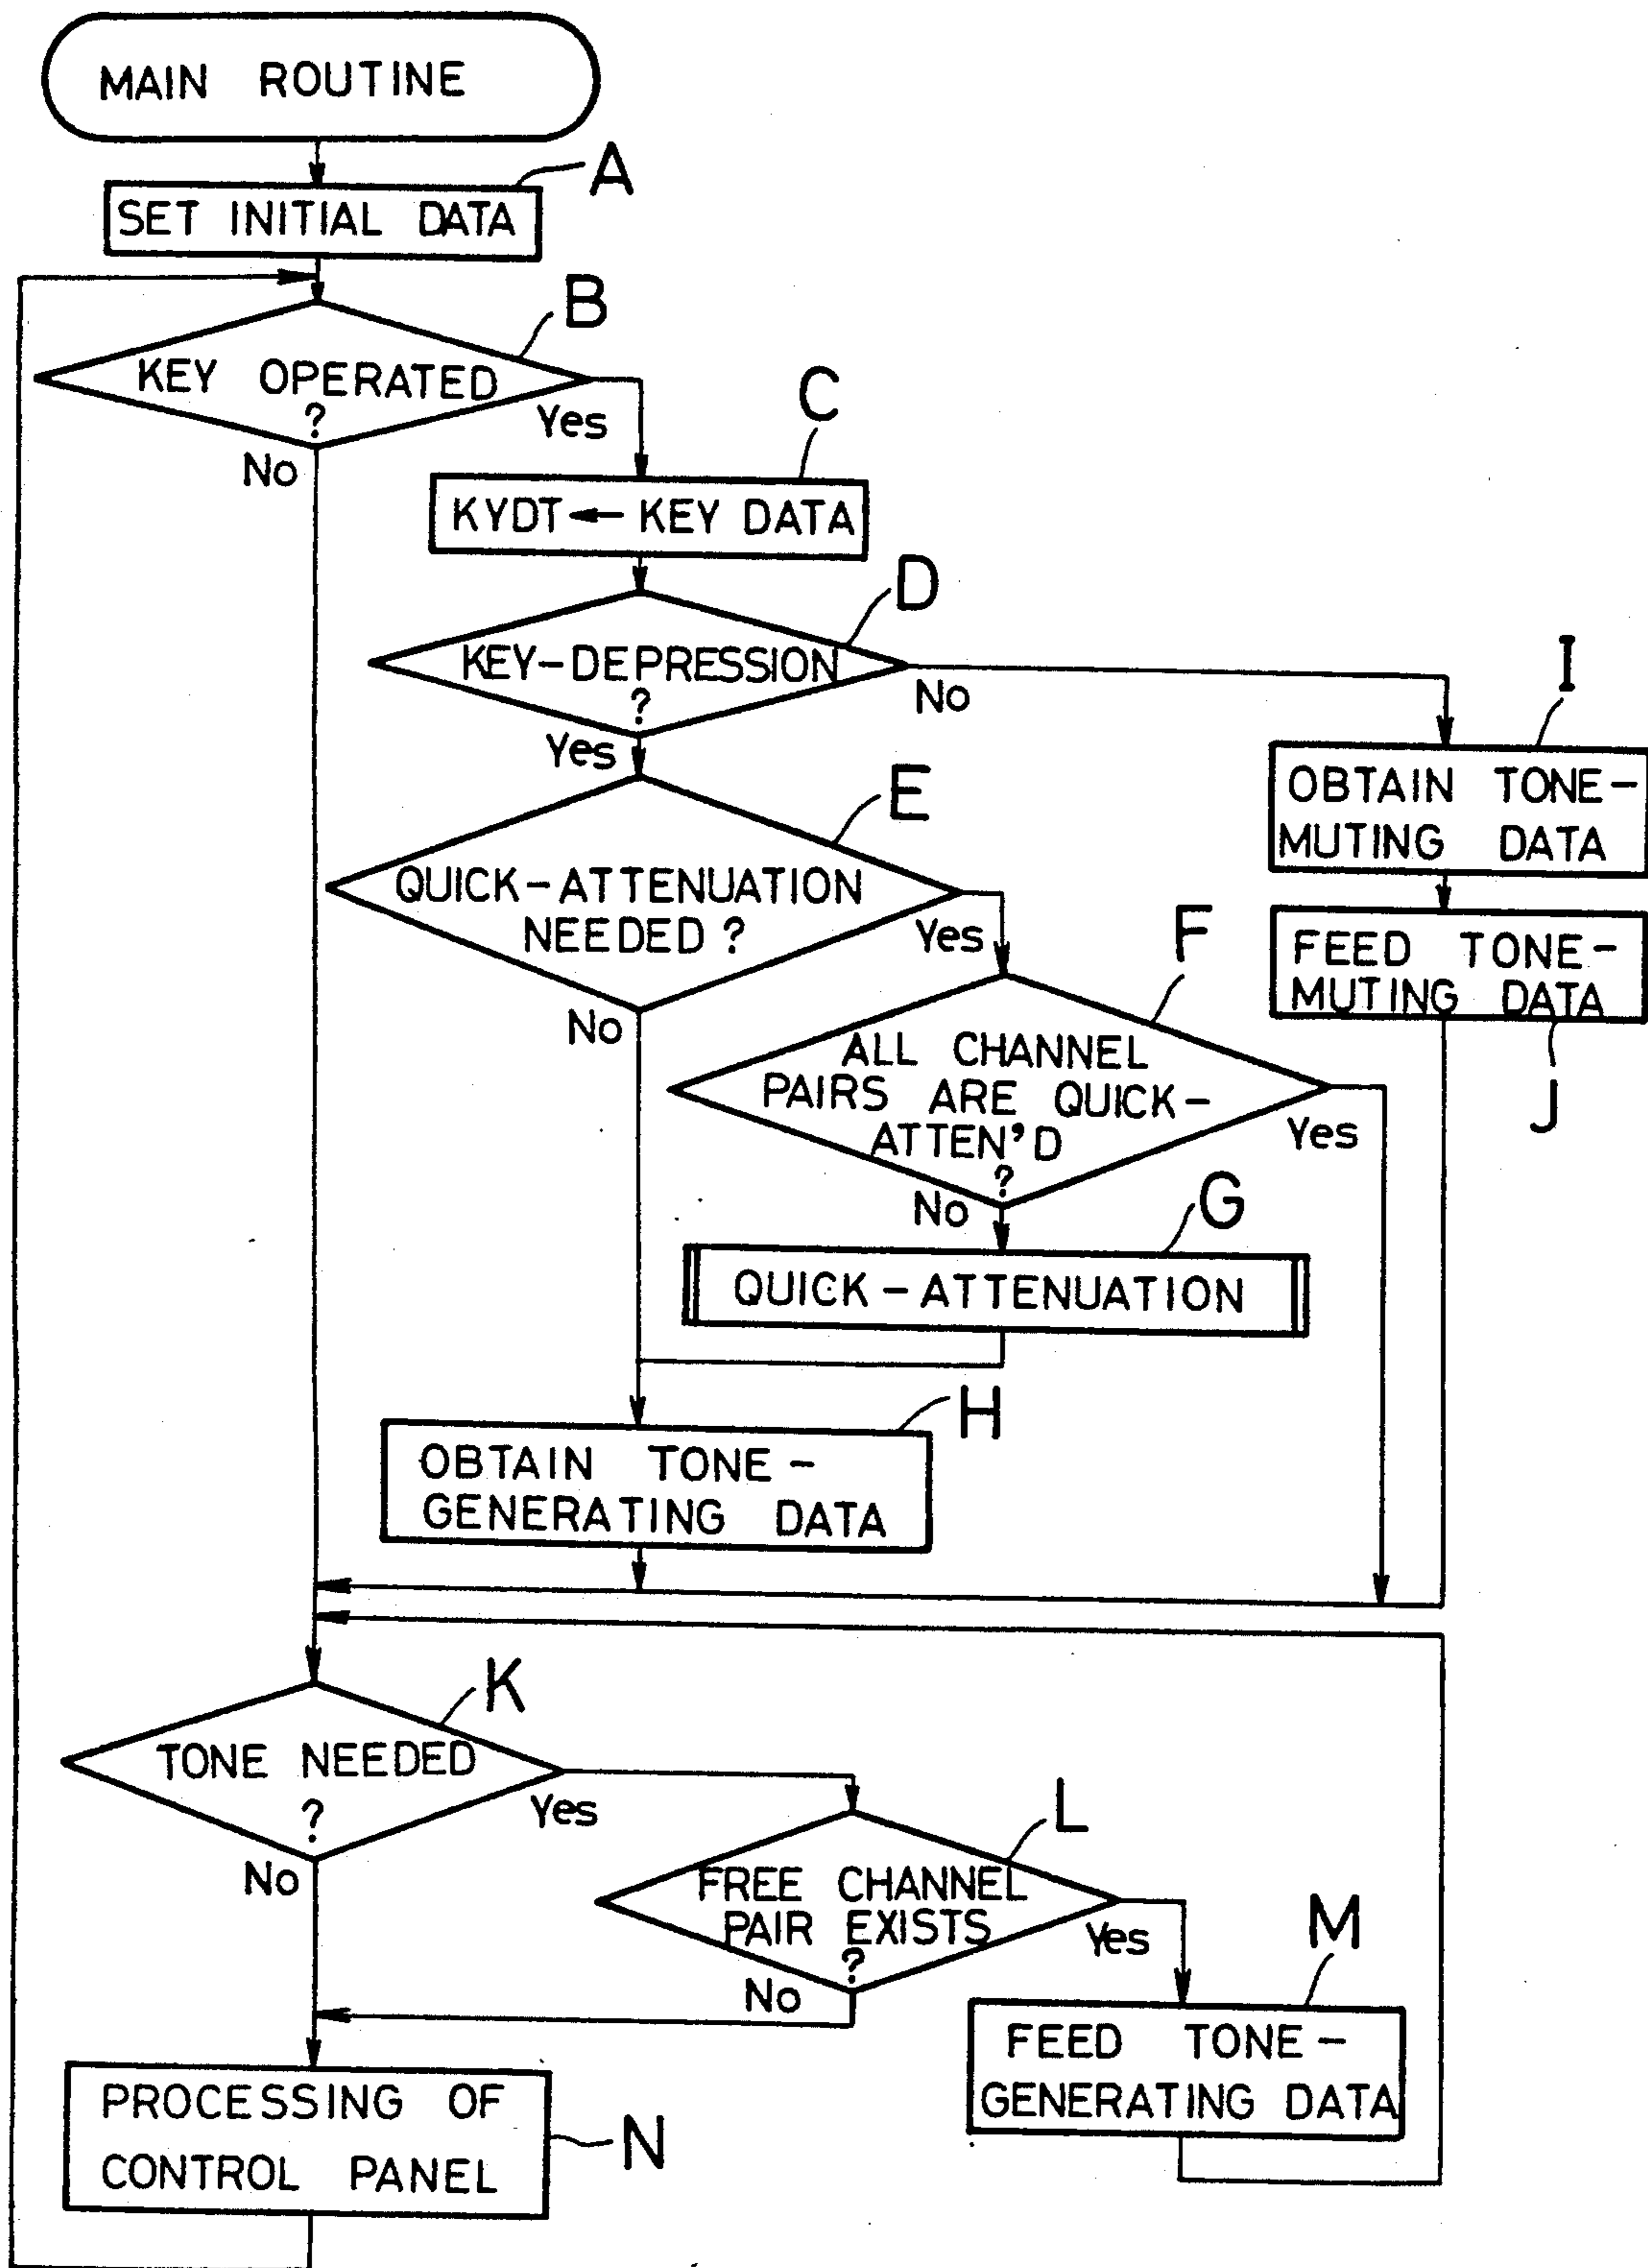 MAIN ROUTINE
A
SET INITIAL DATA
B
KEY OPERATED
?
Yes
No
C
KYDT ← KEY DATA
D
KEY-DEPRESSION
?
No
Yes
I
OBTAIN TONE-
MUTING DATA
E
QUICK-ATTENUATION
NEEDED ?
Yes
No
FEED TONE-
MUTING DATA
J
F
ALL CHANNEL
PAIRS ARE QUICK-
ATTEN'D
?
Yes
No
G
QUICK-ATTENUATION
H
OBTAIN TONE-
GENERATING DATA
K
TONE NEEDED
?
Yes
No
L
FREE CHANNEL
PAIR EXISTS
?
Yes
No
M
FEED TONE-
GENERATING DATA
PROCESSING OF
CONTROL PANEL
N